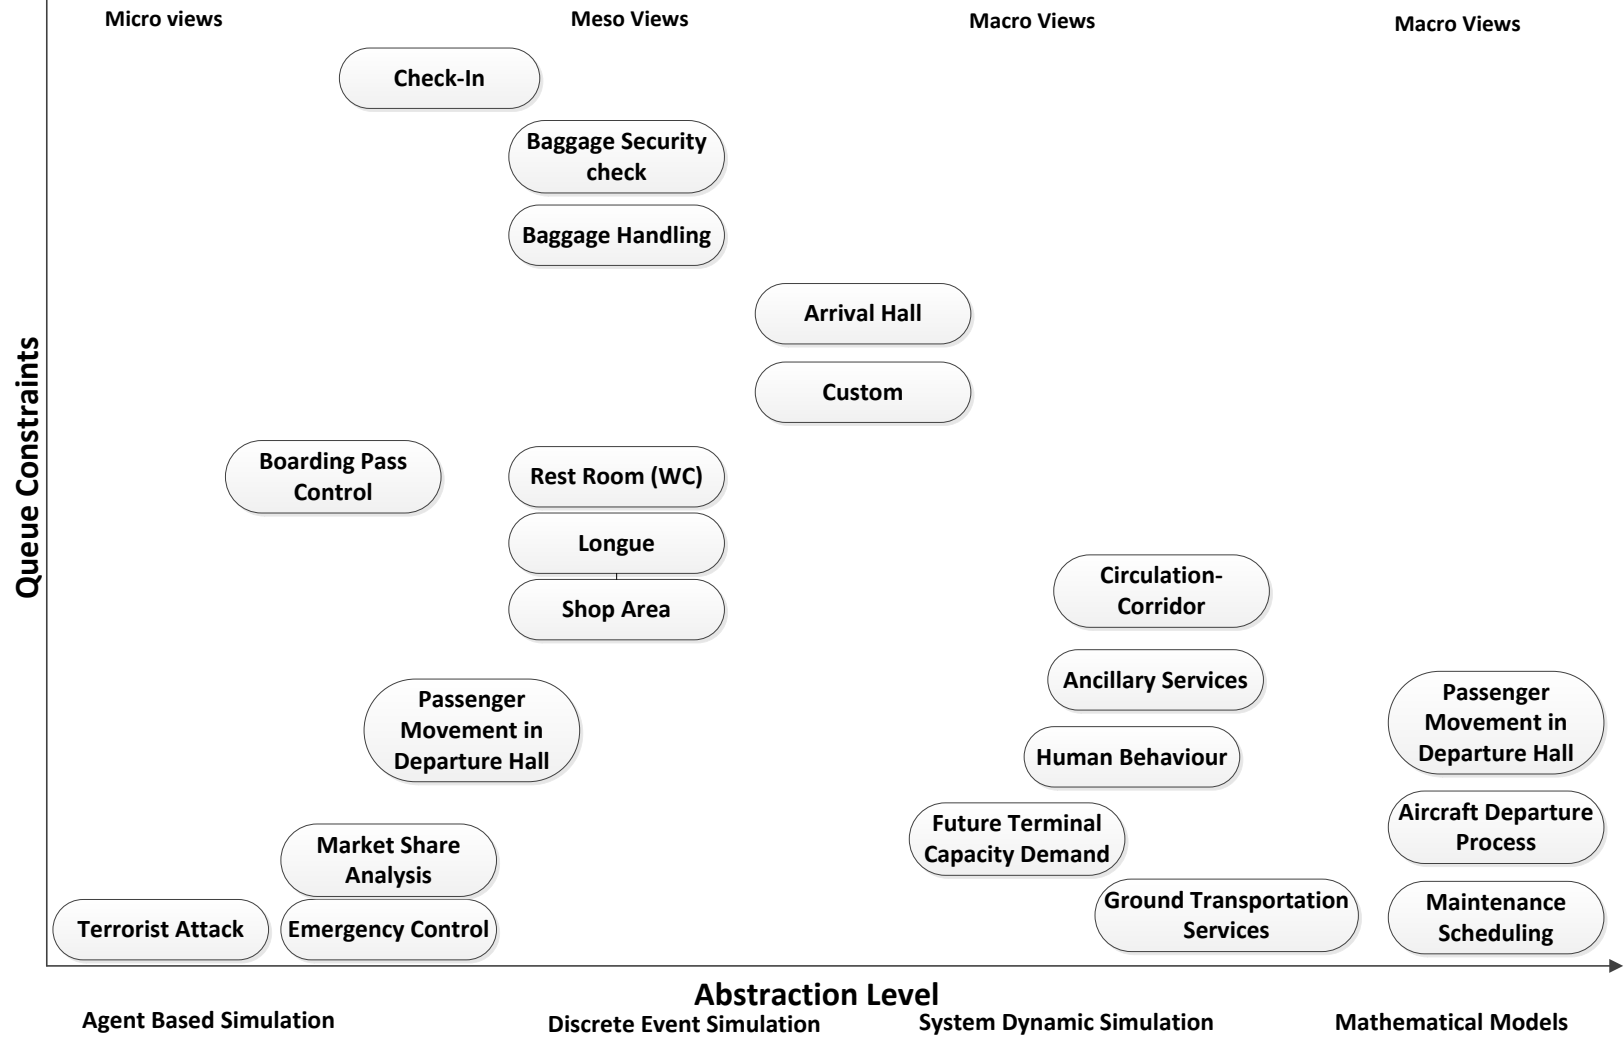 Micro views
Meso Views
Macro Views
Macro Views
Check-In
Baggage Security
check
Baggage Handling
Arrival Hall
Custom
Queue Constraints
Boarding Pass
Control
Rest Room (WC)
Longue
Shop Area
Circulation-
Corridor
Ancillary Services
Passenger
Movement in
Departure Hall
Passenger
Movement in
Departure Hall
Human Behaviour
Future Terminal
Capacity Demand
Aircraft Departure
Process
Market Share
Analysis
Terrorist Attack
Emergency Control
Ground Transportation
Services
Maintenance
Scheduling
Abstraction Level
Agent Based Simulation
Discrete Event Simulation
System Dynamic Simulation
Mathematical Models